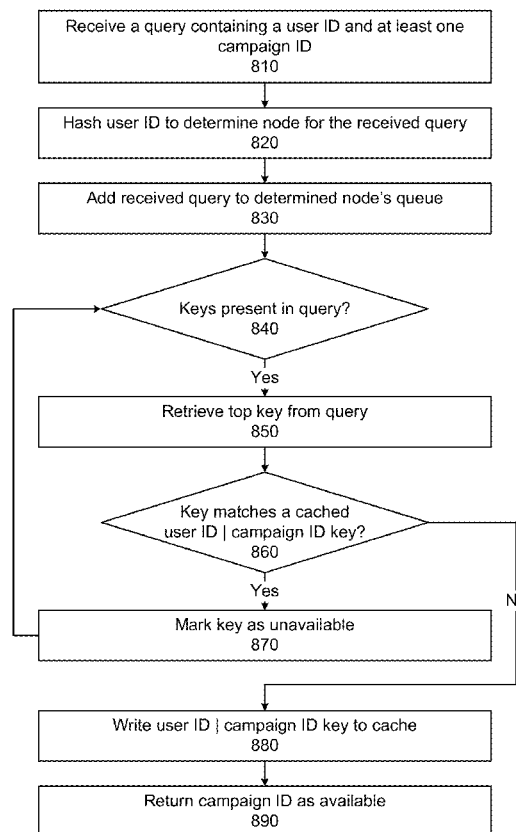 Receive a query containing a user ID and at least one
campaign ID
810
Hash user ID to determine node for the received query
820
Add received query to determined node's queue
830
Keys present in query?
840
Yes
Retrieve top key from query
850
Key matches a cached
user ID | campaign ID key?
860
Yes
N
Mark key as unavailable
870
Write user ID | campaign ID key to cache
880
Return campaign ID as available
890